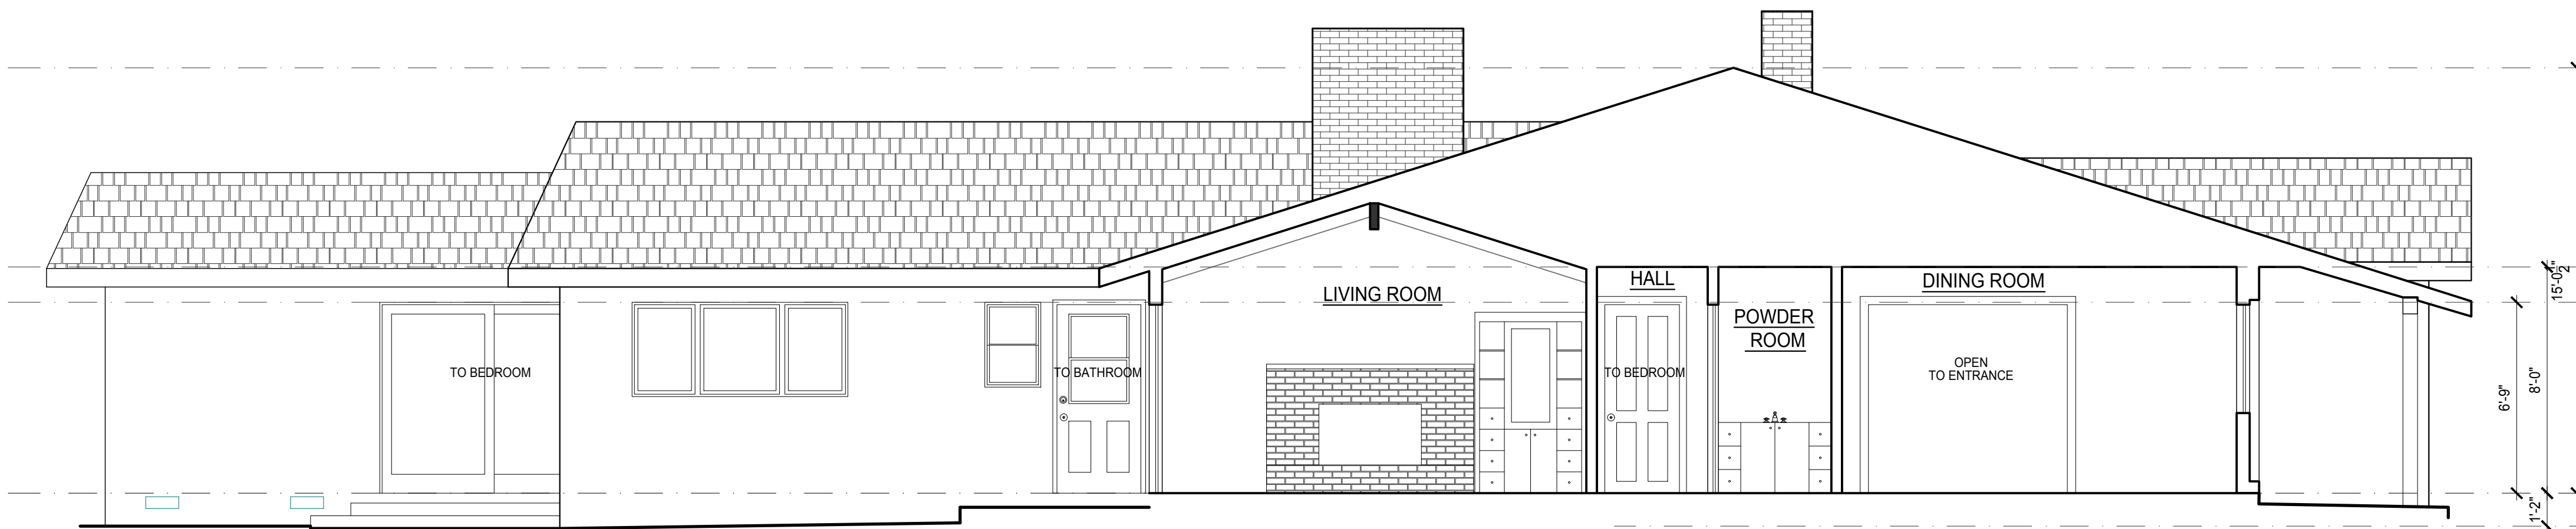 HALL
DINING ROOM
LIVING ROOM
POWDER
ROOM
TO BEDROOM
TO BATHROOM
TO BEDROOM
OPEN
TO ENTRANCE
6'-9"
8'-0"
1'-2"